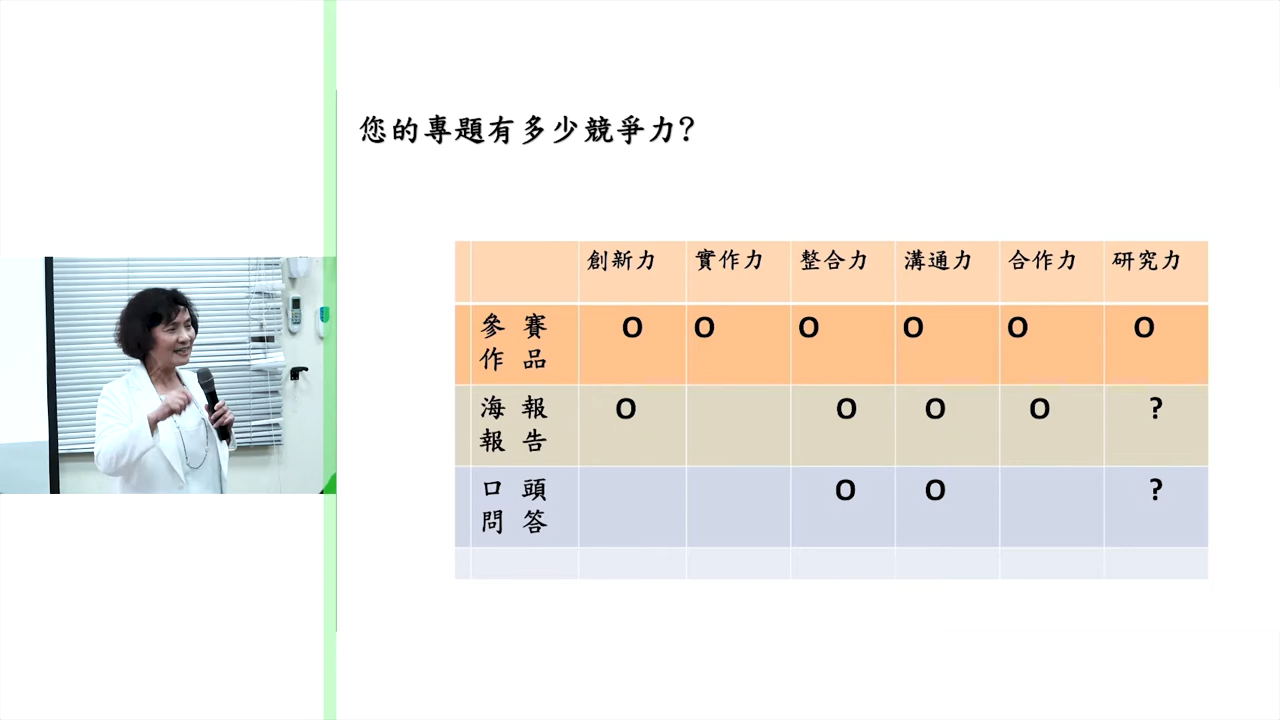 您的專題有多少競爭力?
創新力 實作力 整合力 溝通力 合作力 研究力
參賽 O O O O O O
作品
海報 O O O O ?
報告
口頭 O O ?
問答